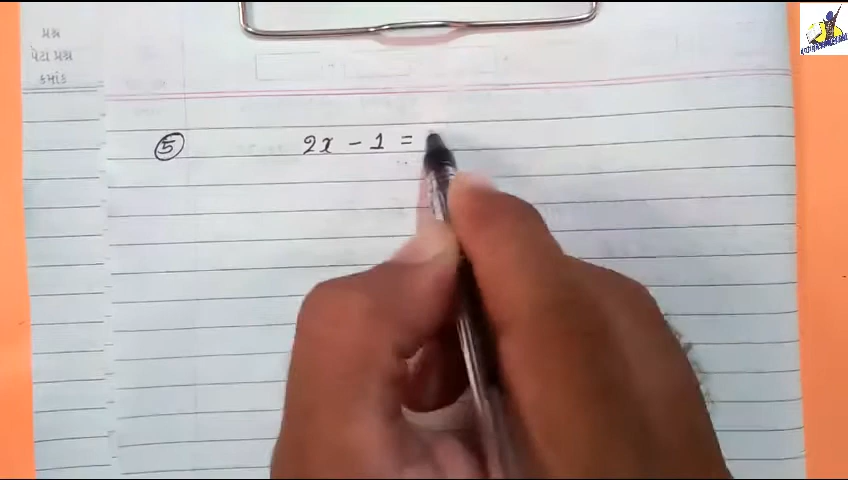 પ્રશ્ન
પેટા પ્રશ્ન
ક્રમાંક
⑤ 2x - 1 =